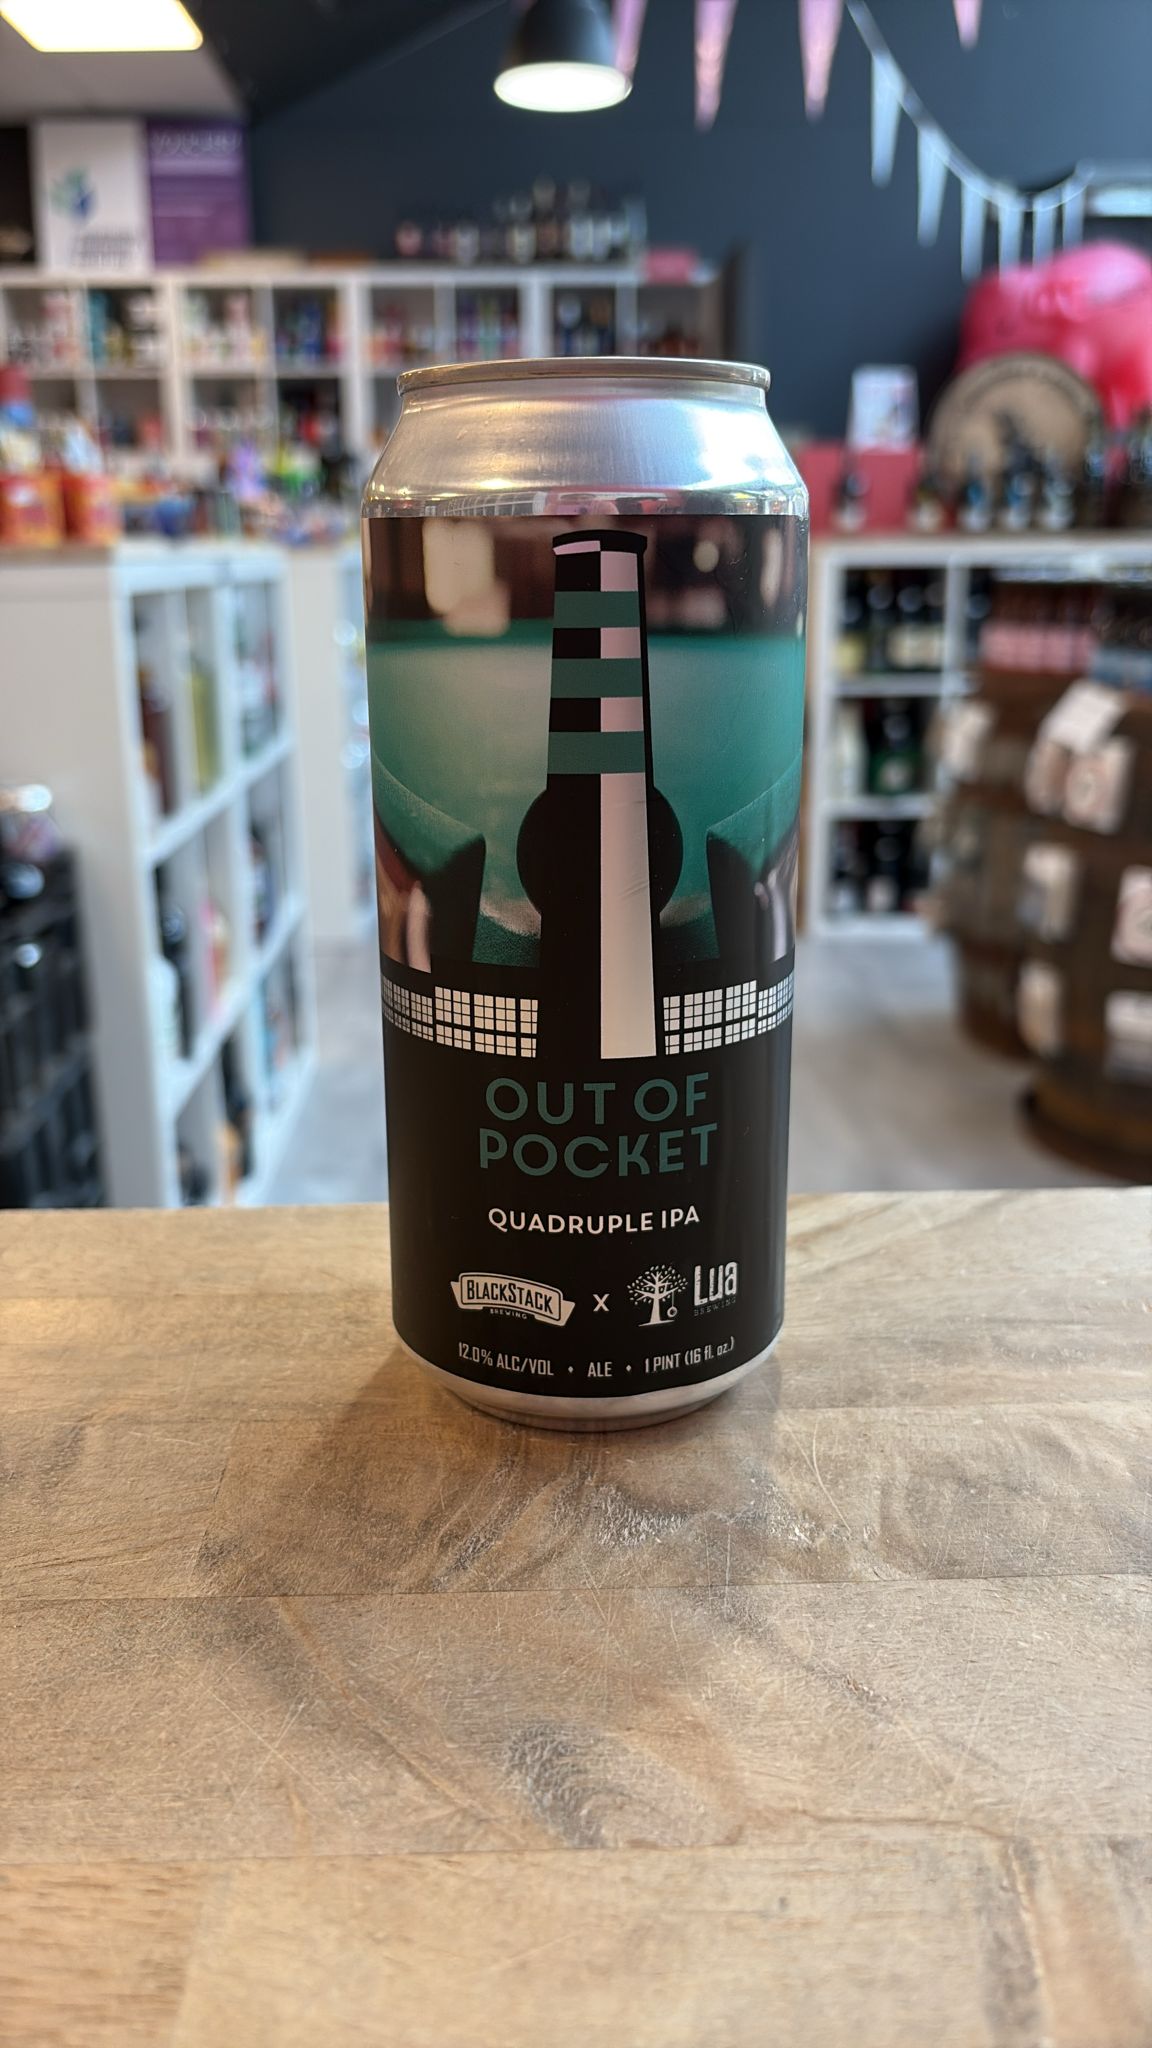 OUT OF
POCKET
QUADRUPLE IPA
BLACKSTACK
BREWING
X
Lua
BREWING
12.0% ALC/VOL • ALE • 1 PINT (16 fl. oz.)